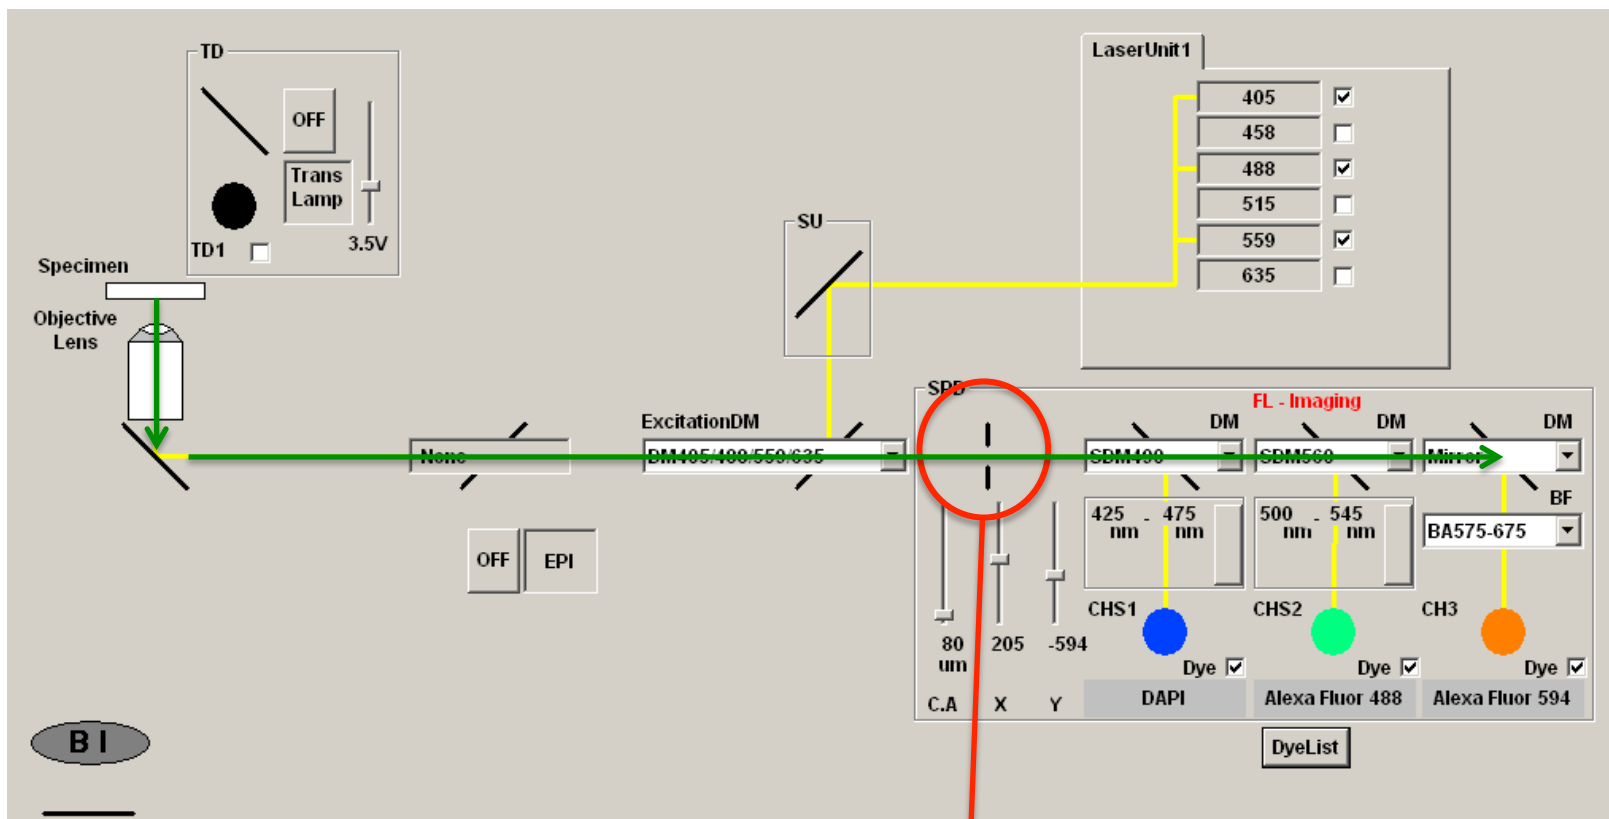 TD
OFF
Trans
Lamp
TD1
3.5V
Specimen
Objective
Lens
LaserUnit1
405
458
488
515
559
635
SU
ExcitationDM
None
DM405/488/559/635
OFF
EPI
SPD
FL - Imaging
DM
DM
DM
SDM490
SDM560
Mirror
BF
425
nm
-
475
nm
500
nm
-
545
nm
BA575-675
CHS1
CHS2
CH3
80
um
205
-594
Dye
Dye
Dye
C.A
X
Y
DAPI
Alexa Fluor 488
Alexa Fluor 594
DyeList
B I